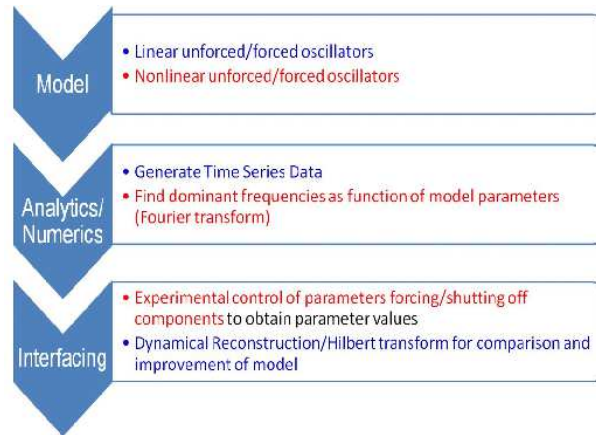 Model
• Linear unforced/forced oscillators
• Nonlinear unforced/forced oscillators
Analytics/
Numerics
• Generate Time Series Data
• Find dominant frequencies as function of model parameters
(Fourier transform)
Interfacing
• Experimental control of parameters forcing/shutting off
components to obtain parameter values
• Dynamical Reconstruction/Hilbert transform for comparison and
improvement of model